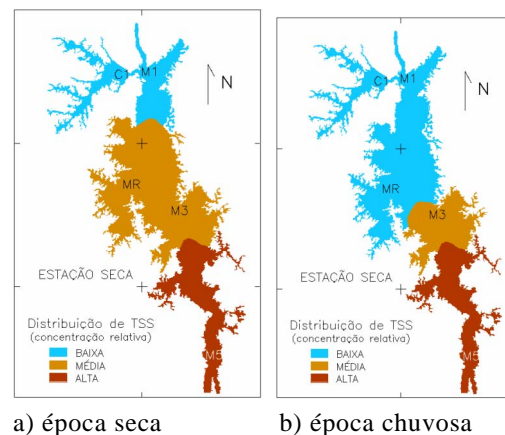 C1 M1
N
MR
M3
ESTAÇÃO SECA
Distribuição de TSS
(concentração relativa)
BAIXA
MÉDIA
ALTA
M5
a) época seca
C1 M1
N
MR
M3
ESTAÇÃO SECA
Distribuição de TSS
(concentração relativa)
BAIXA
MÉDIA
ALTA
M5
b) época chuvosa